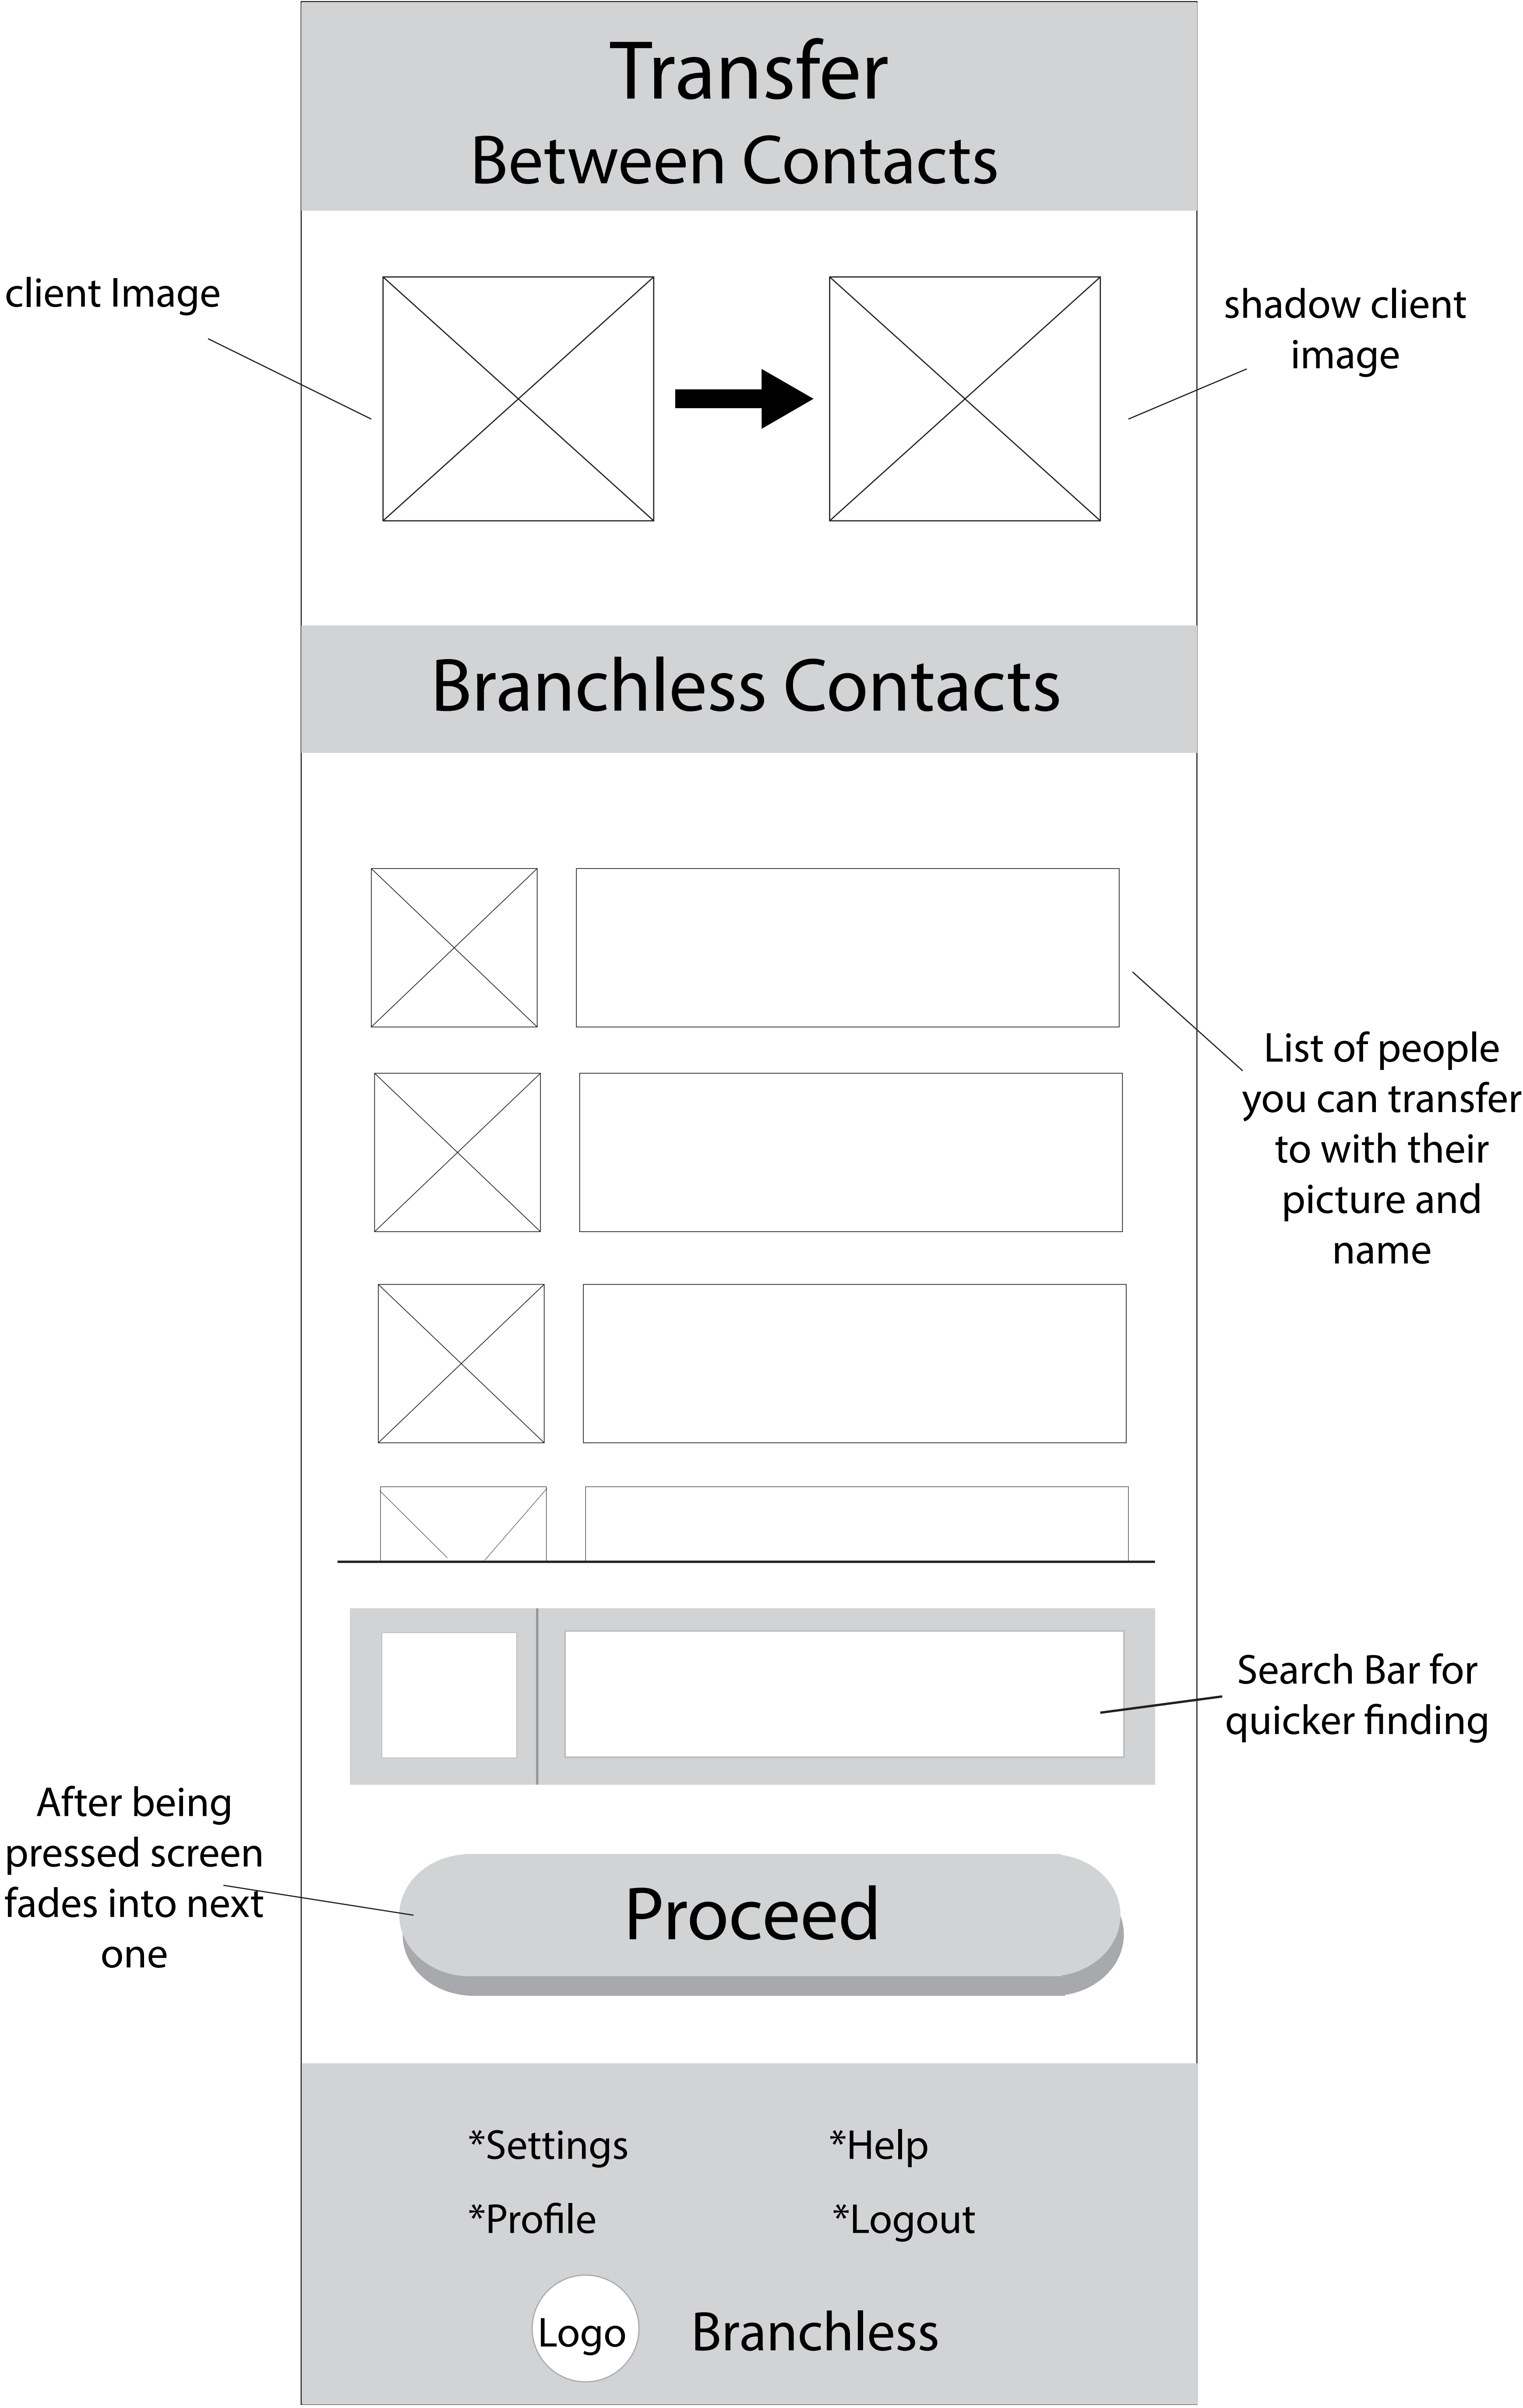 Transfer
Between Contacts
client Image
shadow client
image
Branchless Contacts
List of people
you can transfer
to with their
picture and
name
Search Bar for
quicker finding
After being
pressed screen
fades into next
one
Proceed
*Settings
*Help
*Profile
*Logout
Logo
Branchless